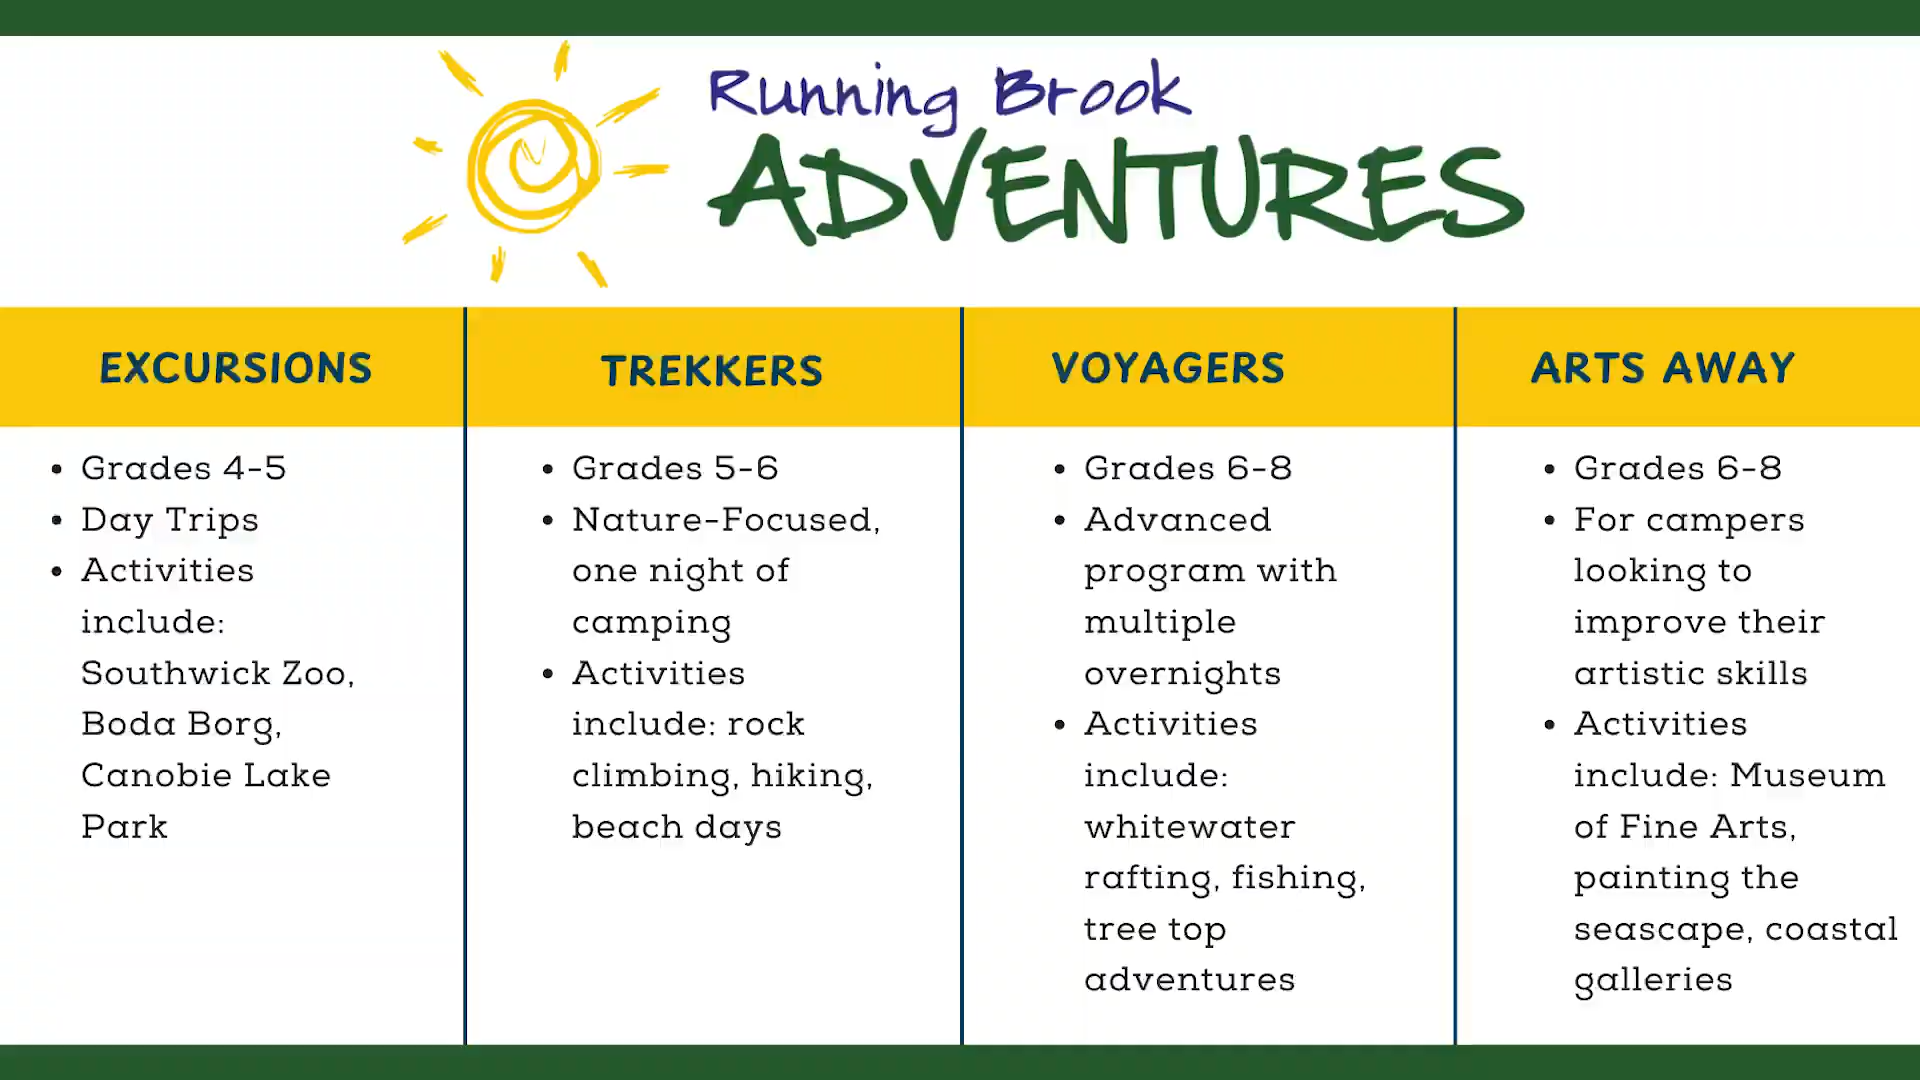 Running Brook
ADVENTURES
EXCURSIONS
• Grades 4-5
• Day Trips
• Activities
include:
Southwick Zoo,
Boda Borg,
Canobie Lake
Park
TREKKERS
• Grades 5-6
• Nature-Focused,
one night of
camping
• Activities
include: rock
climbing, hiking,
beach days
VOYAGERS
• Grades 6-8
• Advanced
program with
multiple
overnights
• Activities
include:
whitewater
rafting, fishing,
tree top
adventures
ARTS AWAY
• Grades 6-8
• For campers
looking to
improve their
artistic skills
• Activities
include: Museum
of Fine Arts,
painting the
seascape, coastal
galleries